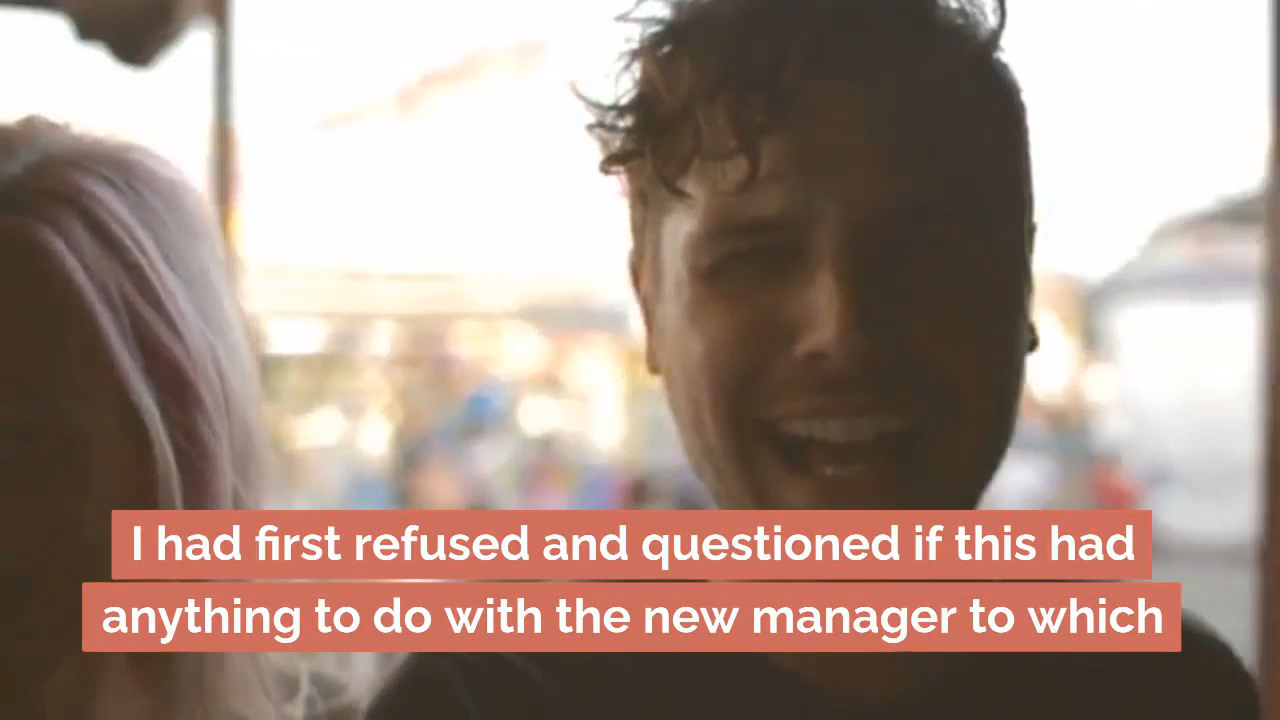 I had first refused and questioned if this had
anything to do with the new manager to which